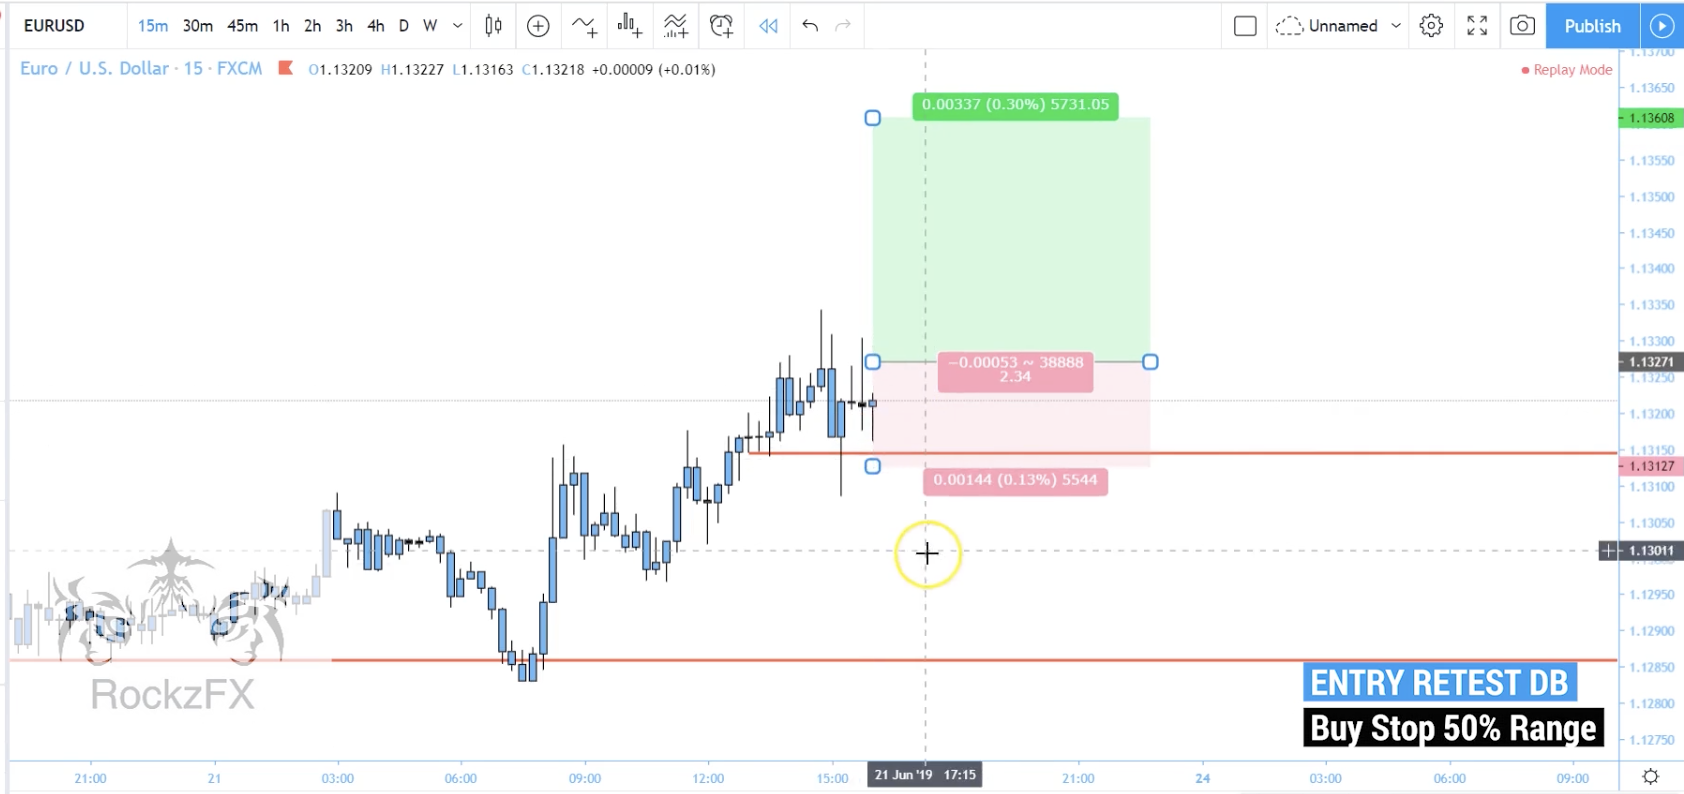 EURUSD
15m 30m 45m 1h 2h 3h 4h D W
Unnamed
Publish
Euro / U.S. Dollar · 15 · FXCM
O1.13209 H1.13227 L1.13163 C1.13218 +0.00009 (+0.01%)
Replay Mode
1.13700
1.13650
0.00337 (0.30%) 5731.05
1.13608
1.13550
1.13500
1.13450
1.13400
1.13350
1.13300
−0.00053 ~ 38888
2.34
1.13271
1.13250
1.13200
1.13150
1.13127
0.00144 (0.13%) 5544
1.13100
1.13050
1.13011
1.12950
1.12900
1.12850
ENTRY RETEST DB
RockzFX
1.12800
Buy Stop 50% Range
1.12750
21:00
21
03:00
06:00
09:00
12:00
15:00
21 Jun '19 17:15
21:00
24
03:00
06:00
09:00